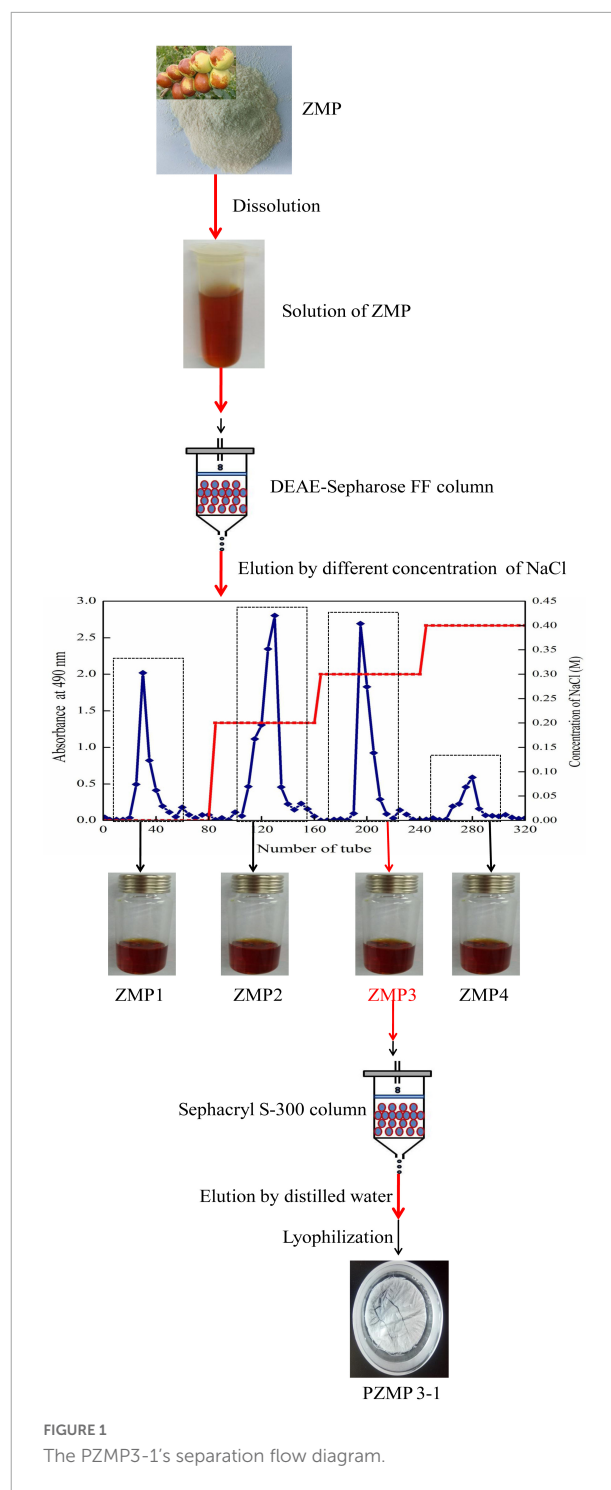 ZMP
Dissolution
Solution of ZMP
DEAE-Sepharose FF column
Elution by different concentration of NaCl
3.0
2.5
2.0
1.5
1.0
0.5
0.0
Absorbance at 490 nm
0.45
0.40
0.35
0.30
0.25
0.20
0.15
0.10
0.05
0.00
Concentration of NaCl (M)
0 40 80 120 160 200 240 280 320
Number of tube
ZMP1 ZMP2 ZMP3 ZMP4
Sephacryl S-300 column
Elution by distilled water
Lyophilization
PZMP 3-1
FIGURE 1
The PZMP3-1's separation flow diagram.